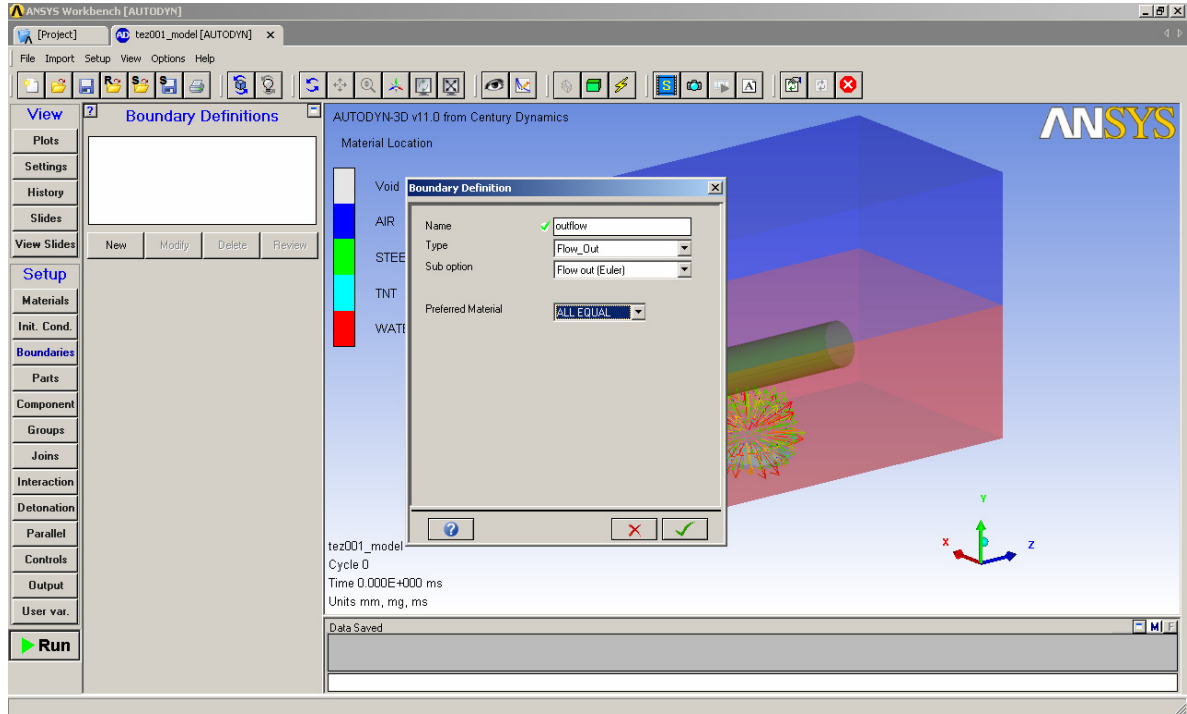 ANSYS Workbench [AUTODYN]
[Project]
AD tez001_model [AUTODYN] ×
File Import Setup View Options Help
View
Plots
Settings
History
Slides
View Slides
Setup
Materials
Init. Cond.
Boundaries
Parts
Component
Groups
Joins
Interaction
Detonation
Parallel
Controls
Output
User var.
Run
? Boundary Definitions
New Modify Delete Review
AUTODYN-3D v11.0 from Century Dynamics
Material Location
ANSYS
Void
AIR
STEE
TNT
WATE
Boundary Definition
Name outflow
Type Flow_Out
Sub option Flow out (Euler)
Preferred Material ALL EQUAL
y
x
z
tez001_model
Cycle 0
Time 0.000E+000 ms
Units mm, mg, ms
Data Saved
M F